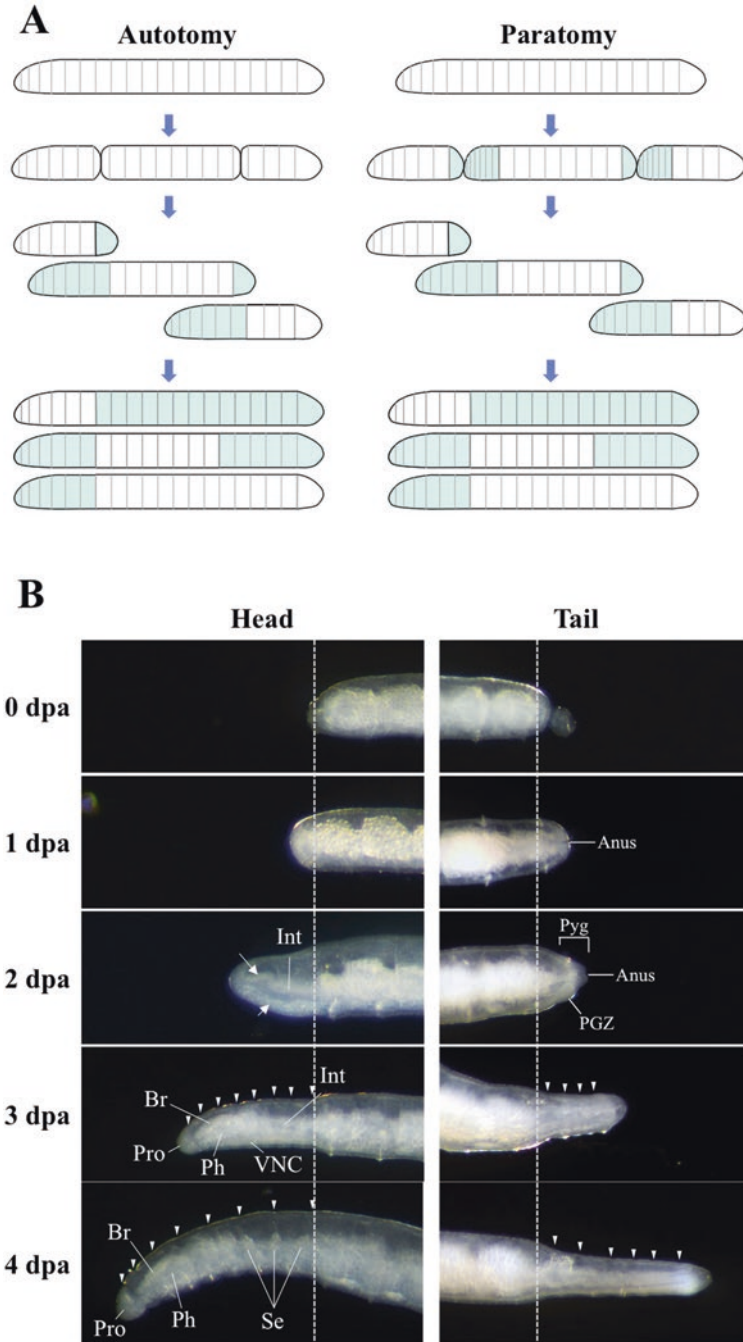 A
Autotomy
Paratomy
B
Head
Tail
0 dpa
1 dpa
Anus
2 dpa
Int
Pyg
Anus
PGZ
3 dpa
Br
Int
Pro
Ph
VNC
4 dpa
Br
Pro
Ph
Se